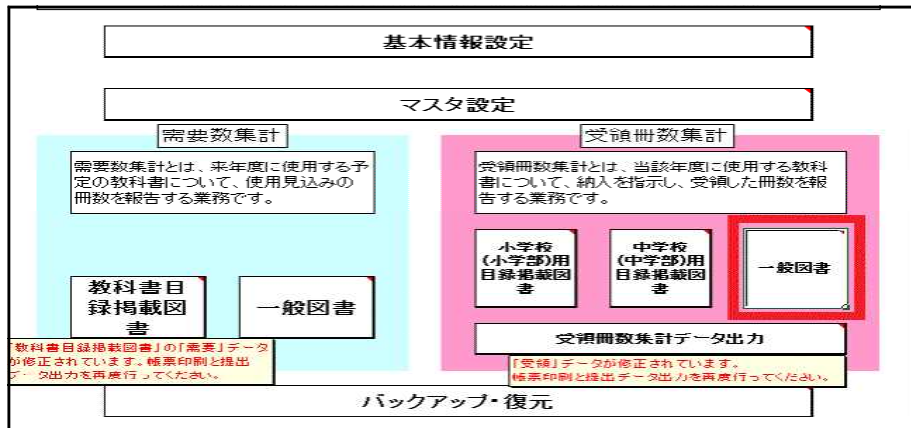 基本情報設定
マスタ設定
需要数集計
需要数集計とは、来年度に使用する予
定の教科書について、使用見込みの
冊数を報告する業務です。
教科書目
録掲載図
書
一般図書
「教科書目録掲載図書」の「需要」データ
が修正されています。帳票印刷と提出
データ出力を再度行ってください。
受領冊数集計
受領冊数集計とは、当該年度に使用する教科
書について、納入を指示し、受領した冊数を報
告する業務です。
小学校
(小学部)用
目録掲載図
書
中学校
(中学部)用
目録掲載図
書
一般図書
受領冊数集計データ出力
「受領」データが修正されています。
帳票印刷と提出データ出力を再度行ってください。
バックアップ・復元